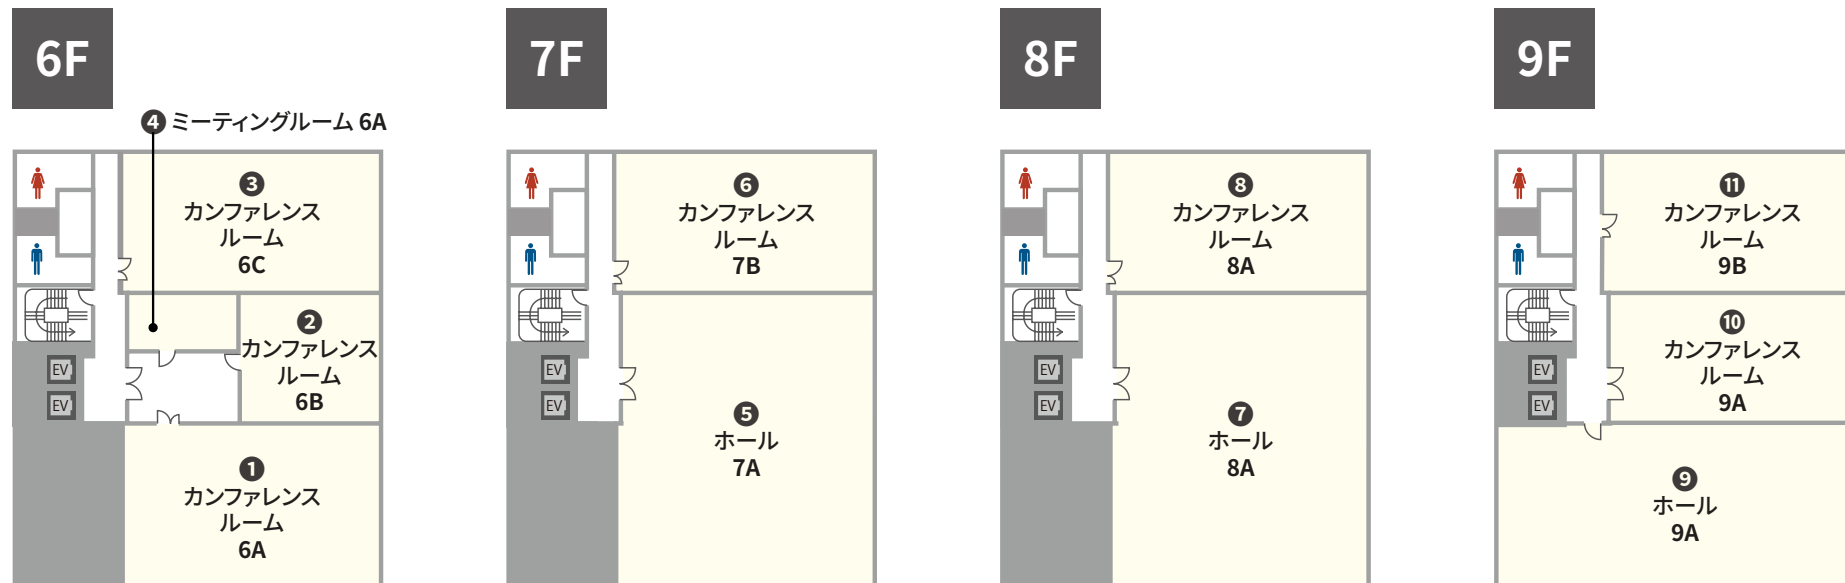 6F
❹ ミーティングルーム 6A
❸
カンファレンス
ルーム
6C
❷
カンファレンス
ルーム
6B
EV
EV
❶
カンファレンス
ルーム
6A
7F
❻
カンファレンス
ルーム
7B
EV
EV
❺
ホール
7A
8F
❽
カンファレンス
ルーム
8A
EV
EV
❼
ホール
8A
9F
⓫
カンファレンス
ルーム
9B
❿
カンファレンス
ルーム
9A
EV
EV
❾
ホール
9A